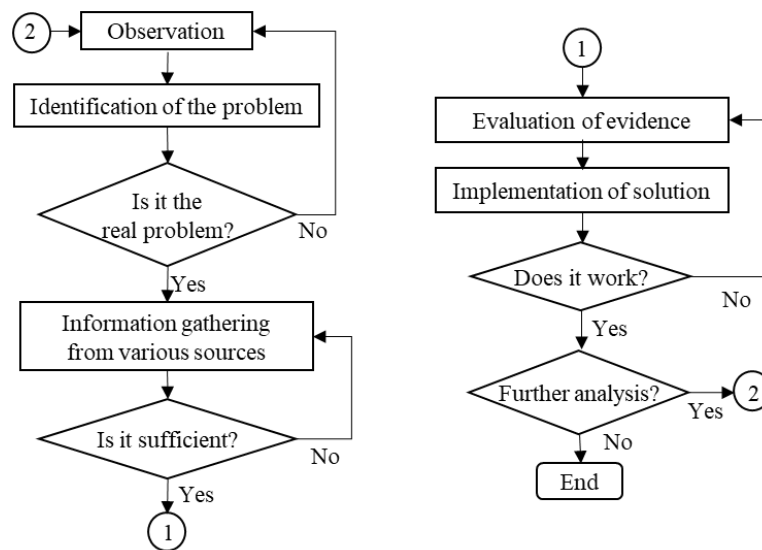 2
Observation
Identification of the problem
Is it the
real problem?
No
Yes
Information gathering
from various sources
Is it sufficient?
No
Yes
1
1
Evaluation of evidence
Implementation of solution
Does it work?
No
Yes
Further analysis?
Yes
2
No
End